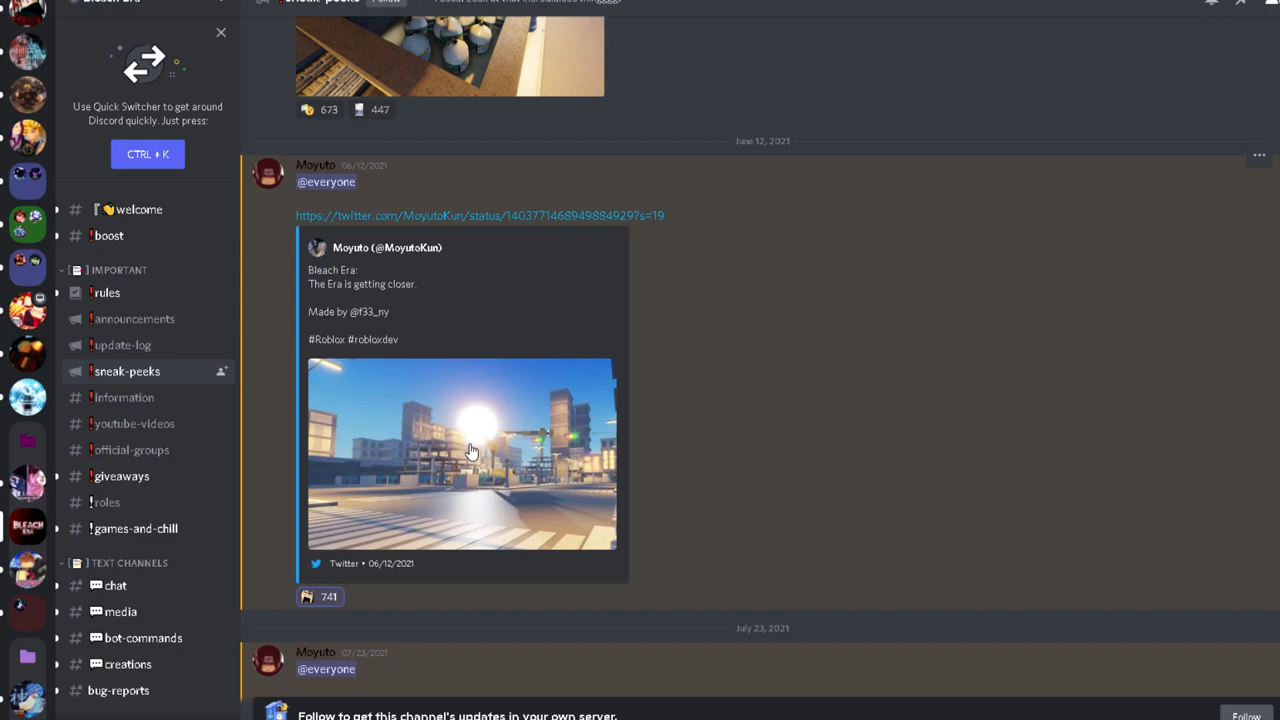 Bleach Era
sneak-peeks
Follow
Use Quick Switcher to get around
Discord quickly. Just press:
CTRL + K
welcome
boost
IMPORTANT
rules
announcements
update-log
sneak-peeks
information
youtube-videos
official-groups
giveaways
roles
games-and-chill
TEXT CHANNELS
chat
media
bot-commands
creations
bug-reports
BLEACH
ERA
673
447
June 12, 2021
Moyuto 06/12/2021
@everyone
https://twitter.com/MoyutoKun/status/1403771468949884929?s=19
Moyuto (@MoyutoKun)
Bleach Era:
The Era is getting closer.
Made by @f33_ny
#Roblox #robloxdev
Twitter • 06/12/2021
741
July 23, 2021
Moyuto 07/23/2021
@everyone
Follow to get this channel's updates in your own server.
Follow